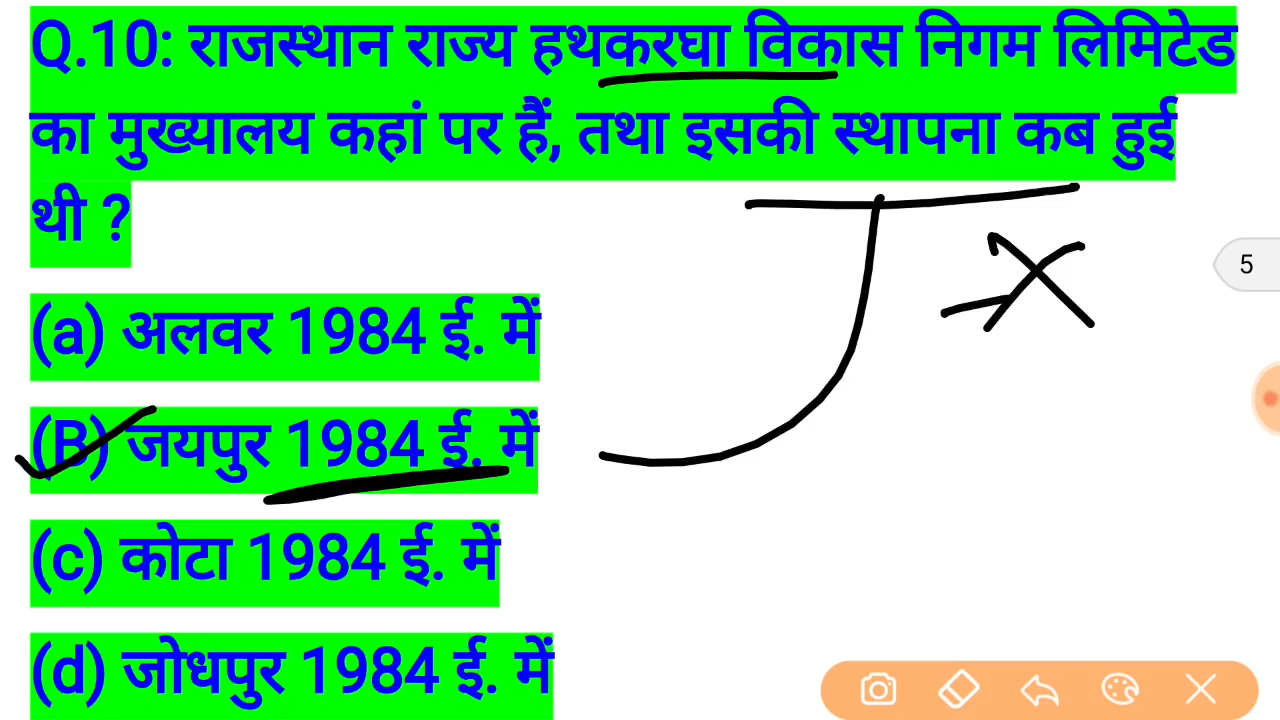 Q.10: राजस्थान राज्य हथकरघा विकास निगम लिमिटेड
का मुख्यालय कहां पर हैं, तथा इसकी स्थापना कब हुई
थी ?
(a) अलवर 1984 ई. में
(B) जयपुर 1984 ई. में
(c) कोटा 1984 ई. में
(d) जोधपुर 1984 ई. में
5